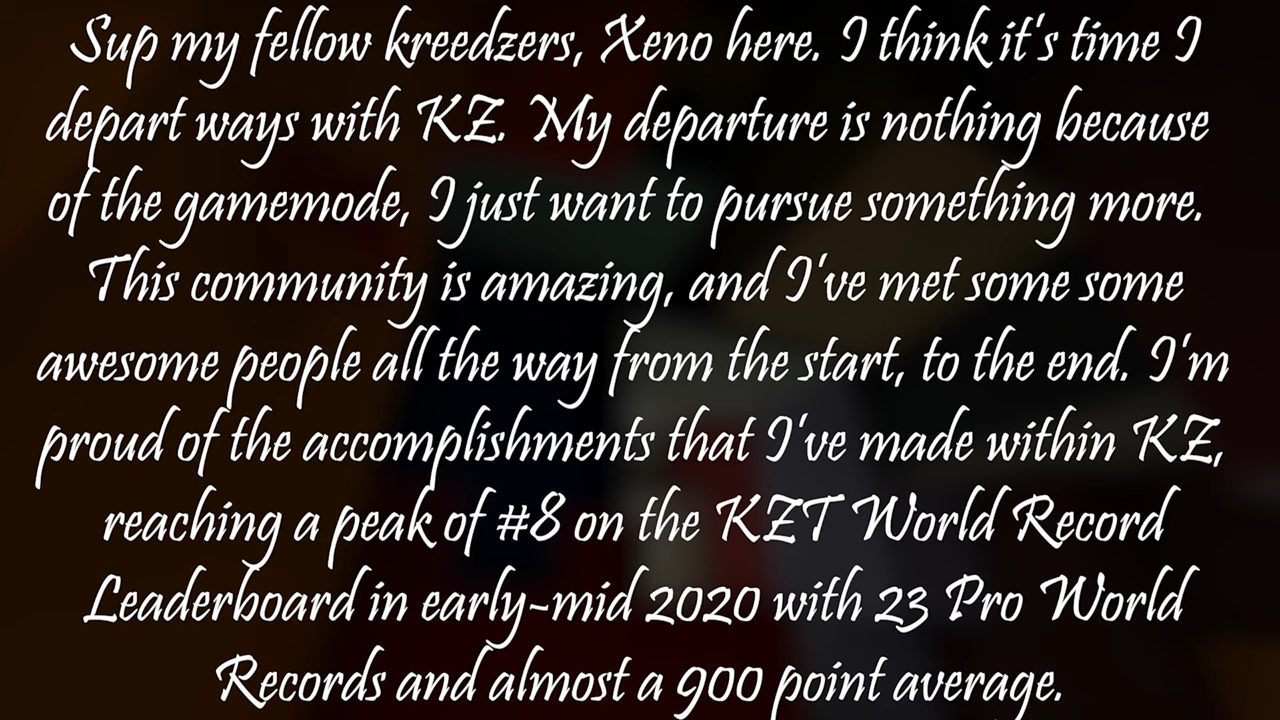 Sup my fellow kreedzers, Xeno here. I think it's time I
depart ways with KZ. My departure is nothing because
of the gamemode, I just want to pursue something more.
This community is amazing, and I've met some some
awesome people all the way from the start, to the end. I'm
proud of the accomplishments that I've made within KZ,
reaching a peak of #8 on the KZT World Record
Leaderboard in early-mid 2020 with 23 Pro World
Records and almost a 900 point average.